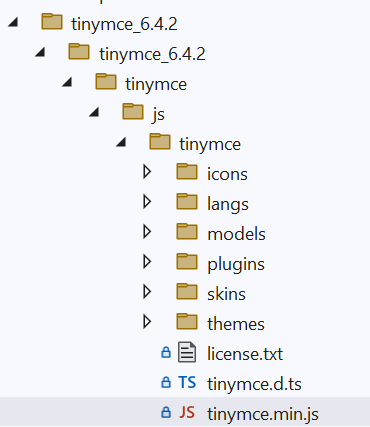 tinymce_6.4.2
tinymce_6.4.2
tinymce
js
tinymce
icons
langs
models
plugins
skins
themes
license.txt
TS tinymce.d.ts
JS tinymce.min.js